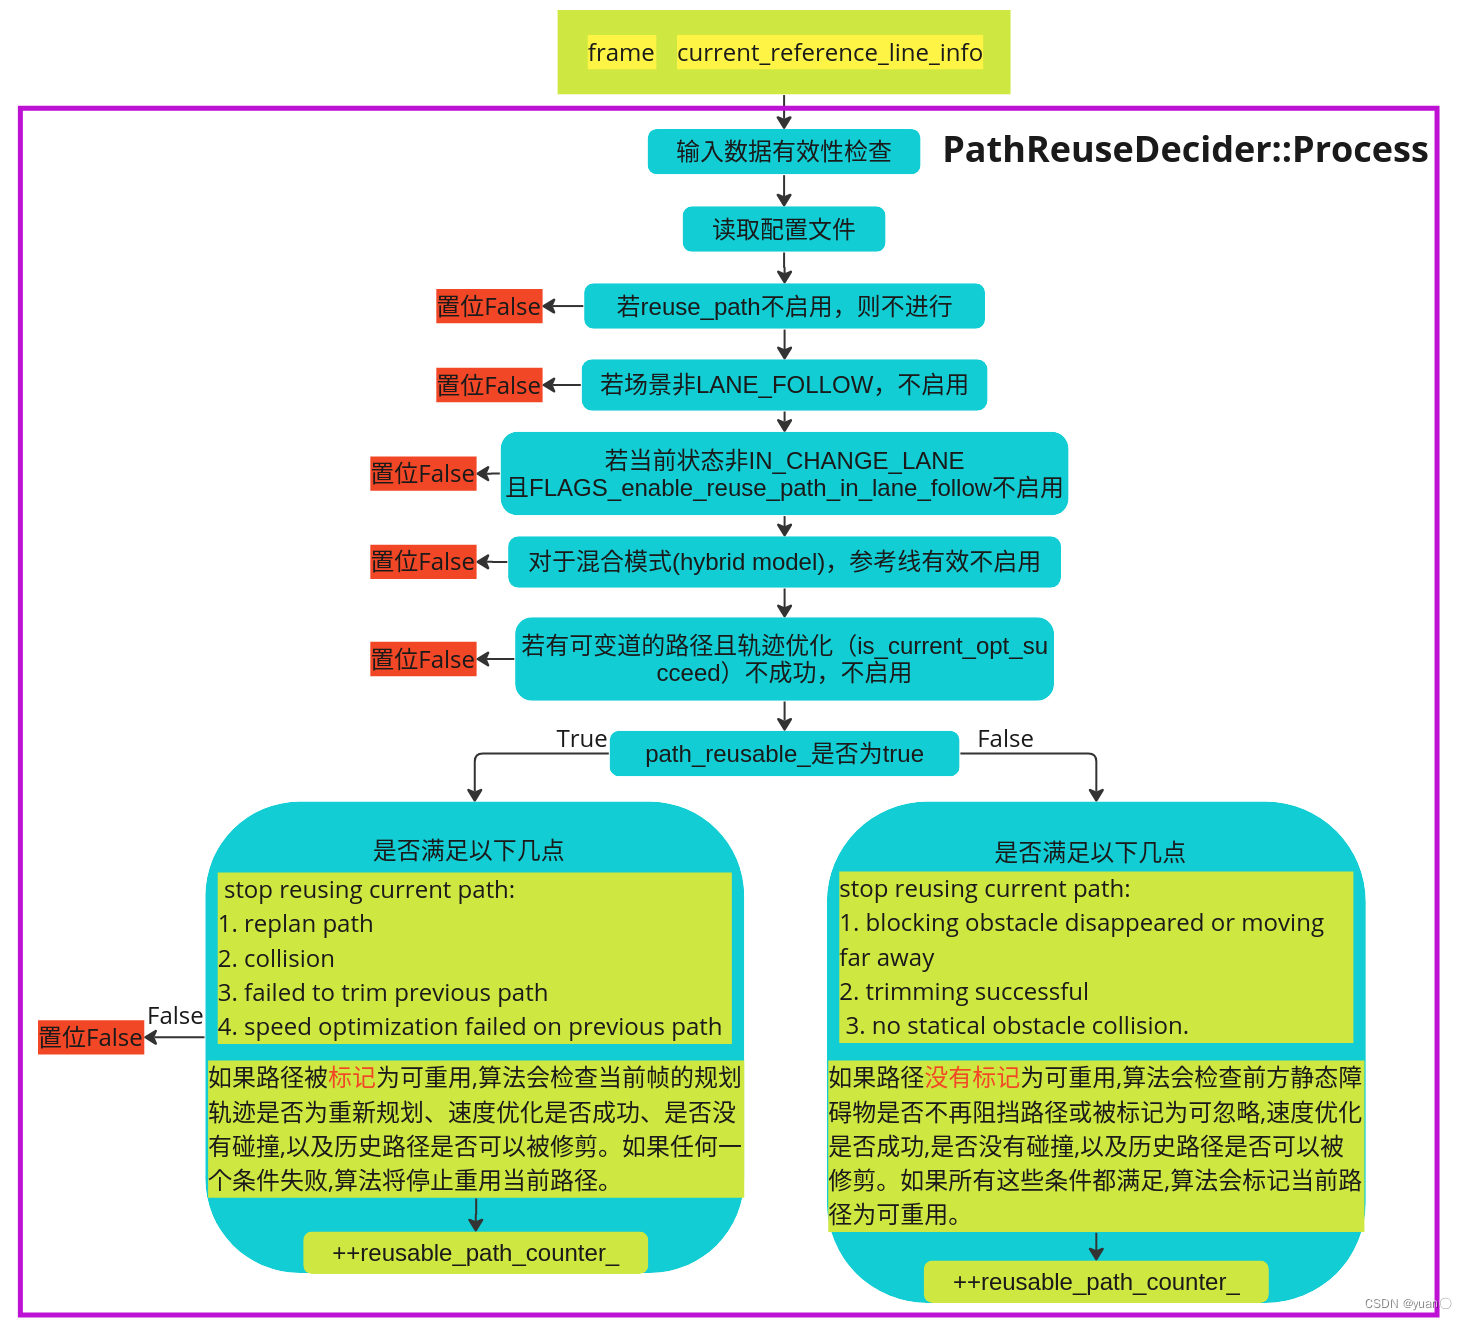 frame current_reference_line_info
输入数据有效性检查
PathReuseDecider::Process
读取配置文件
若reuse_path不启用，则不进行
置位False
若场景非LANE_FOLLOW，不启用
置位False
若当前状态非IN_CHANGE_LANE
且FLAGS_enable_reuse_path_in_lane_follow不启用
置位False
对于混合模式(hybrid model)，参考线有效不启用
置位False
若有可变道的路径且轨迹优化（is_current_opt_su
cceed）不成功，不启用
置位False
path_reusable_是否为true
True
False
是否满足以下几点
stop reusing current path:
1. replan path
2. collision
3. failed to trim previous path
4. speed optimization failed on previous path
False
置位False
如果路径被标记为可重用,算法会检查当前帧的规划
轨迹是否为重新规划、速度优化是否成功、是否没
有碰撞,以及历史路径是否可以被修剪。如果任何一
个条件失败,算法将停止重用当前路径。
++reusable_path_counter_
是否满足以下几点
stop reusing current path:
1. blocking obstacle disappeared or moving
far away
2. trimming successful
3. no statical obstacle collision.
如果路径没有标记为可重用,算法会检查前方静态障
碍物是否不再阻挡路径或被标记为可忽略,速度优化
是否成功,是否没有碰撞,以及历史路径是否可以被
修剪。如果所有这些条件都满足,算法会标记当前路
径为可重用。
++reusable_path_counter_
CSDN @yuan〇